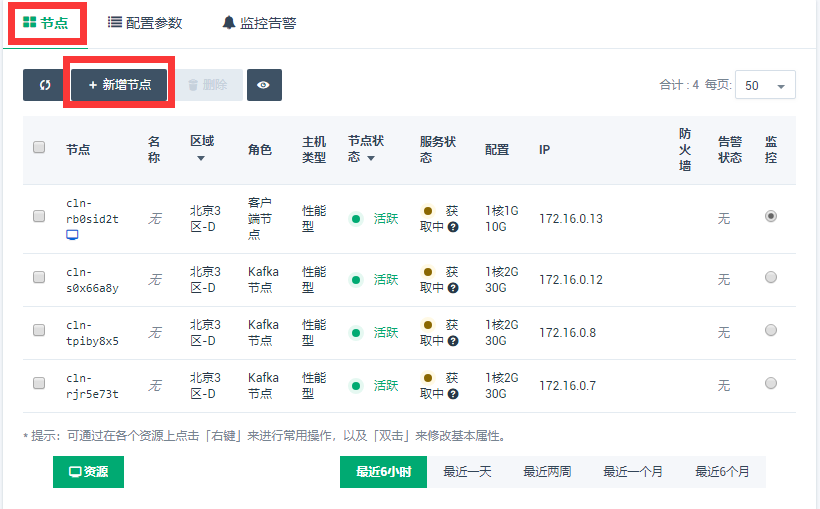 节点 配置参数 监控告警
+ 新增节点 删除 合计：4 每页: 50
节点 名称 区域 角色 主机类型 节点状态 服务状态 配置 IP 防火墙 告警状态 监控
cln-rb0sid2t 无 北京3区-D 客户端节点 性能型 活跃 获取中 1核1G 10G 172.16.0.13 无
cln-s0x66a8y 无 北京3区-D Kafka节点 性能型 活跃 获取中 1核2G 30G 172.16.0.12 无
cln-tpiby8x5 无 北京3区-D Kafka节点 性能型 活跃 获取中 1核2G 30G 172.16.0.8 无
cln-rjr5e73t 无 北京3区-D Kafka节点 性能型 活跃 获取中 1核2G 30G 172.16.0.7 无
* 提示：可通过在各个资源上点击「右键」来进行常用操作，以及「双击」来修改基本属性。
资源 最近6小时 最近一天 最近两周 最近一个月 最近6个月